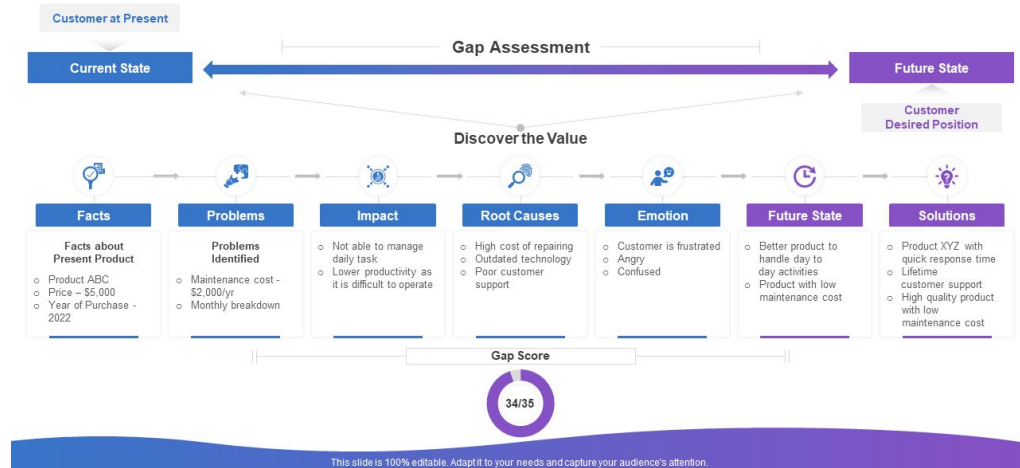 Customer at Present
Gap Assessment
Current State
Future State
Customer
Desired Position
Discover the Value
Facts
Facts about
Present Product
o Product ABC
o Price – $5,000
o Year of Purchase -
2022
Problems
Problems
Identified
o Maintenance cost -
$2,000/yr
o Monthly breakdown
Impact
o Not able to manage
daily task
o Lower productivity as
it is difficult to operate
Root Causes
o High cost of repairing
o Outdated technology
o Poor customer
support
Emotion
o Customer is frustrated
o Angry
o Confused
Future State
o Better product to
handle day to
day activities
o Product with low
maintenance cost
Solutions
o Product XYZ with
quick response time
o Lifetime
customer support
o High quality product
with low
maintenance cost
Gap Score
34/35
This slide is 100% editable. Adapt it to your needs and capture your audience's attention.